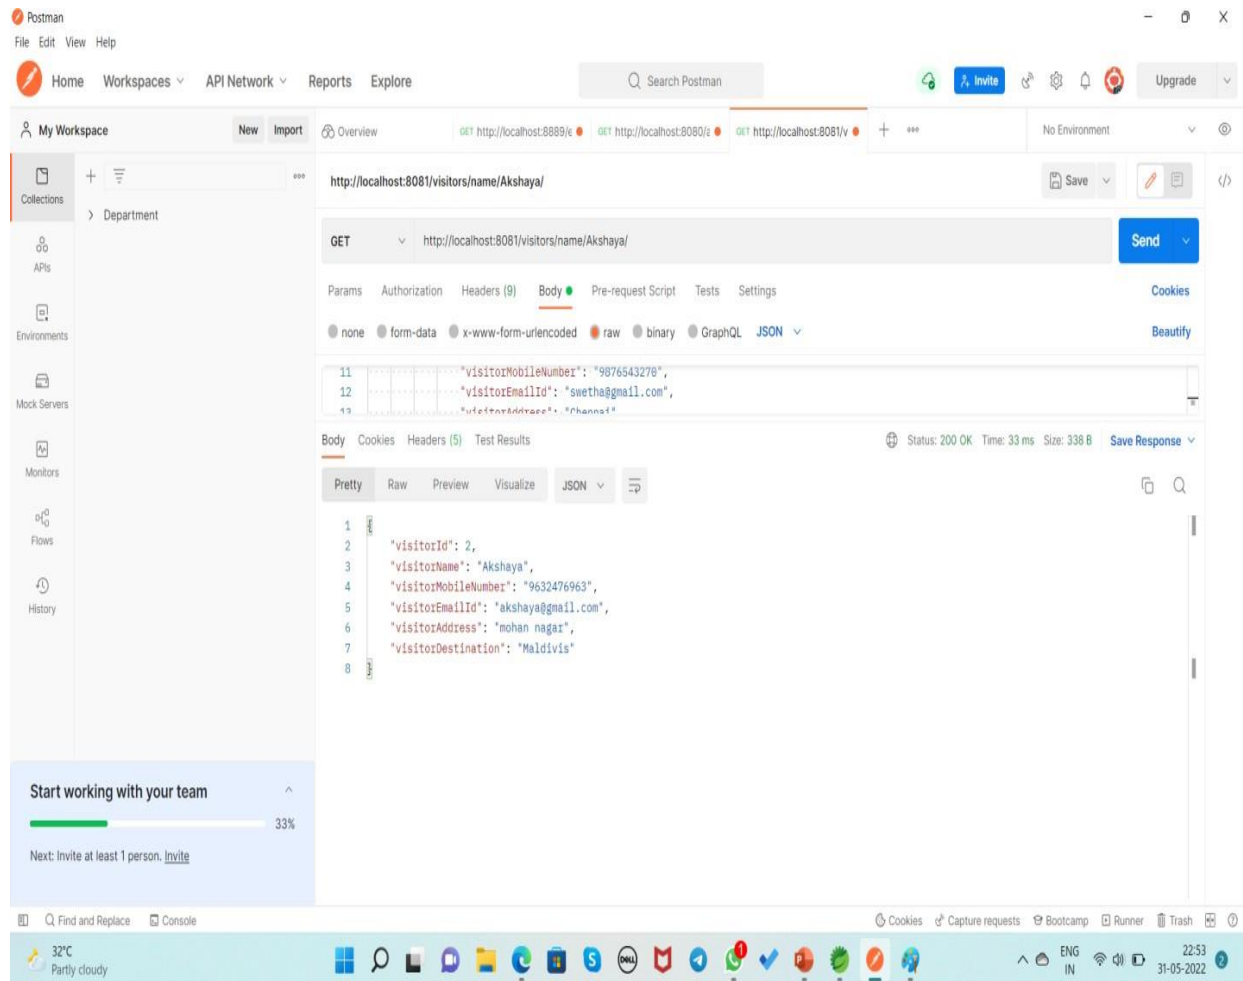 Postman
File Edit View Help
Home Workspaces API Network Reports Explore Search Postman Invite Upgrade
My Workspace New Import Overview GET http://localhost:8889/e GET http://localhost:8080/a GET http://localhost:8081/v No Environment
Collections
Department
APIs
Environments
Mock Servers
Monitors
Flows
History
http://localhost:8081/visitors/name/Akshaya/ Save </>
GET http://localhost:8081/visitors/name/Akshaya/ Send
Params Authorization Headers (9) Body Pre-request Script Tests Settings Cookies
none form-data x-www-form-urlencoded raw binary GraphQL JSON Beautify
11 "visitorMobileNumber": "9876543270",
12 "visitorEmailId": "swetha@gmail.com",
13 "visitorAddress": "Chennai"
Body Cookies Headers (5) Test Results Status: 200 OK Time: 33 ms Size: 338 B Save Response
Pretty Raw Preview Visualize JSON
1 {
2 "visitorId": 2,
3 "visitorName": "Akshaya",
4 "visitorMobileNumber": "9632476963",
5 "visitorEmailId": "akshaya@gmail.com",
6 "visitorAddress": "mohan nagar",
7 "visitorDestination": "Maldivis"
8 }
Start working with your team
33%
Next: Invite at least 1 person. Invite
Find and Replace Console Cookies Capture requests Bootcamp Runner Trash
32°C
Partly cloudy
DELL
1
ENG
IN
22:53
31-05-2022
2